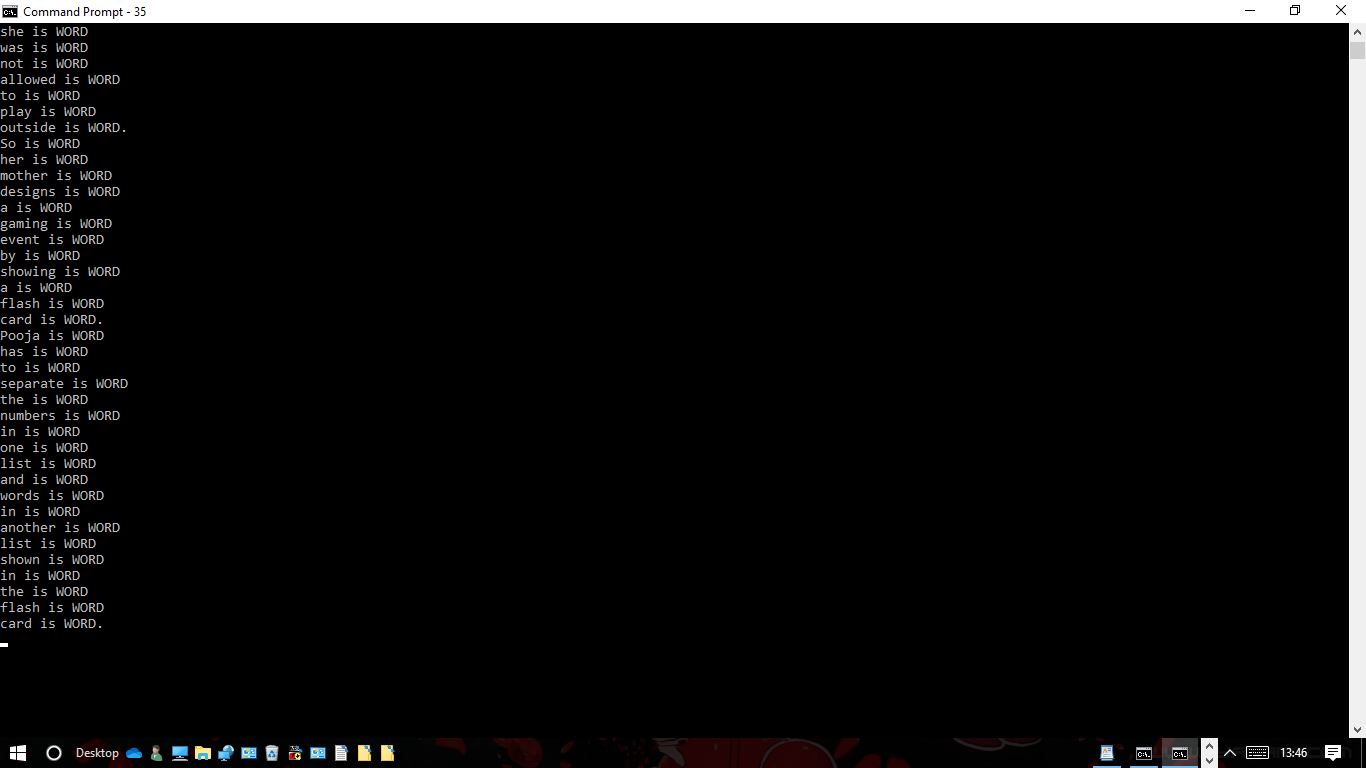 Command Prompt - 35
she is WORD
was is WORD
not is WORD
allowed is WORD
to is WORD
play is WORD
outside is WORD.
So is WORD
her is WORD
mother is WORD
designs is WORD
a is WORD
gaming is WORD
event is WORD
by is WORD
showing is WORD
a is WORD
flash is WORD
card is WORD.
Pooja is WORD
has is WORD
to is WORD
separate is WORD
the is WORD
numbers is WORD
in is WORD
one is WORD
list is WORD
and is WORD
words is WORD
in is WORD
another is WORD
list is WORD
shown is WORD
in is WORD
the is WORD
flash is WORD
card is WORD.
Desktop
13:46